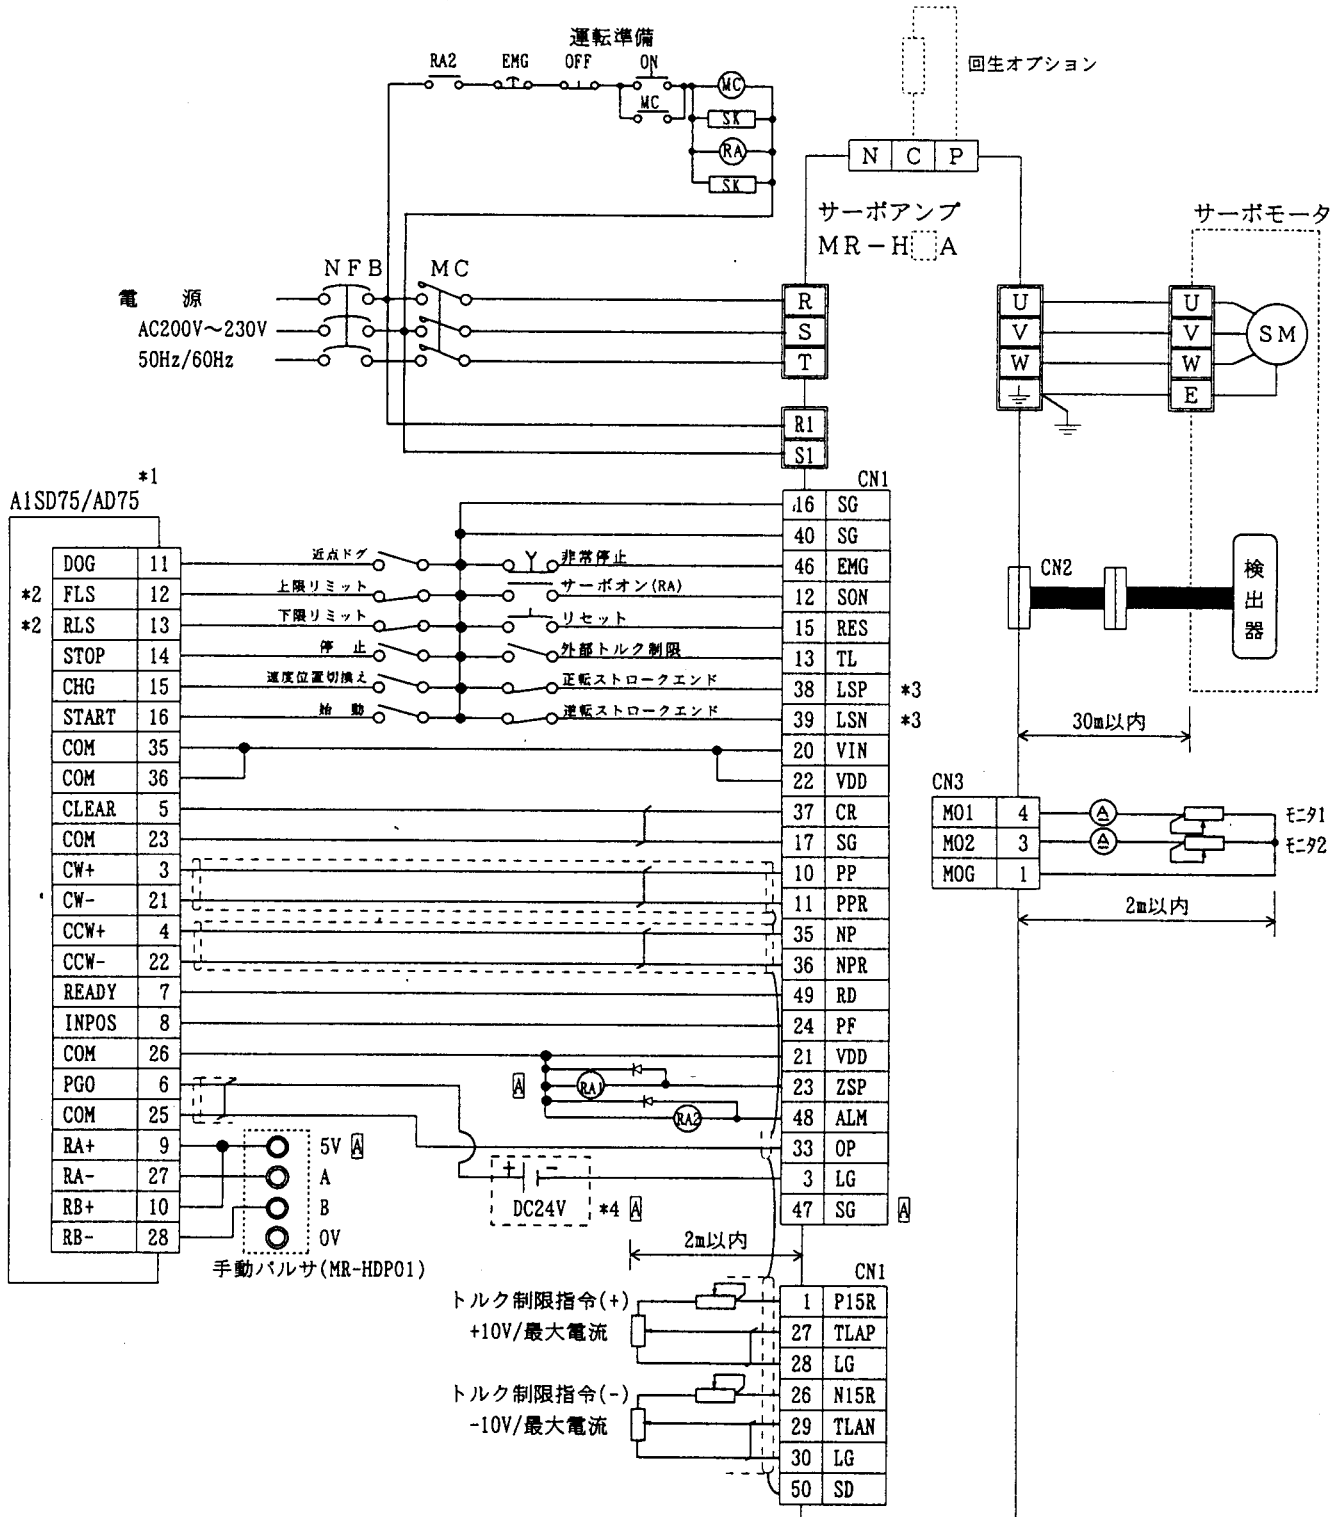 運転準備
RA2 EMG OFF ON
MC
MC
SK
RA
SK
回生オプション
N C P
サーボアンプ
MR-H A
サーボモータ
NFB MC
電 源
AC200V～230V
50Hz/60Hz
R
S
T
R1
S1
U
V
W
U
V
W
E
SM
*1
A1SD75/AD75
DOG 11
*2 FLS 12
*2 RLS 13
STOP 14
CHG 15
START 16
COM 35
COM 36
CLEAR 5
COM 23
CW+ 3
CW- 21
CCW+ 4
CCW- 22
READY 7
INPOS 8
COM 26
PGO 6
COM 25
RA+ 9
RA- 27
RB+ 10
RB- 28
近点ドグ
上限リミット
下限リミット
停 止
速度位置切換え
始 動
非常停止
サーボオン(RA)
リセット
外部トルク制限
正転ストロークエンド
逆転ストロークエンド
CN1
16 SG
40 SG
46 EMG
12 SON
15 RES
13 TL
38 LSP *3
39 LSN *3
20 VIN
22 VDD
37 CR
17 SG
10 PP
11 PPR
35 NP
36 NPR
49 RD
24 PF
21 VDD
23 ZSP
48 ALM
33 OP
3 LG
47 SG A
A
RA1
RA2
5V A
A
B
0V
手動パルサ(MR-HDP01)
+ -
DC24V *4 A
2m以内
CN2
検出器
30m以内
CN3
MO1 4 A モニタ1
MO2 3 A モニタ2
MOG 1
2m以内
CN1
1 P15R
27 TLAP
28 LG
26 N15R
29 TLAN
30 LG
50 SD
トルク制限指令(+)
+10V/最大電流
トルク制限指令(-)
-10V/最大電流